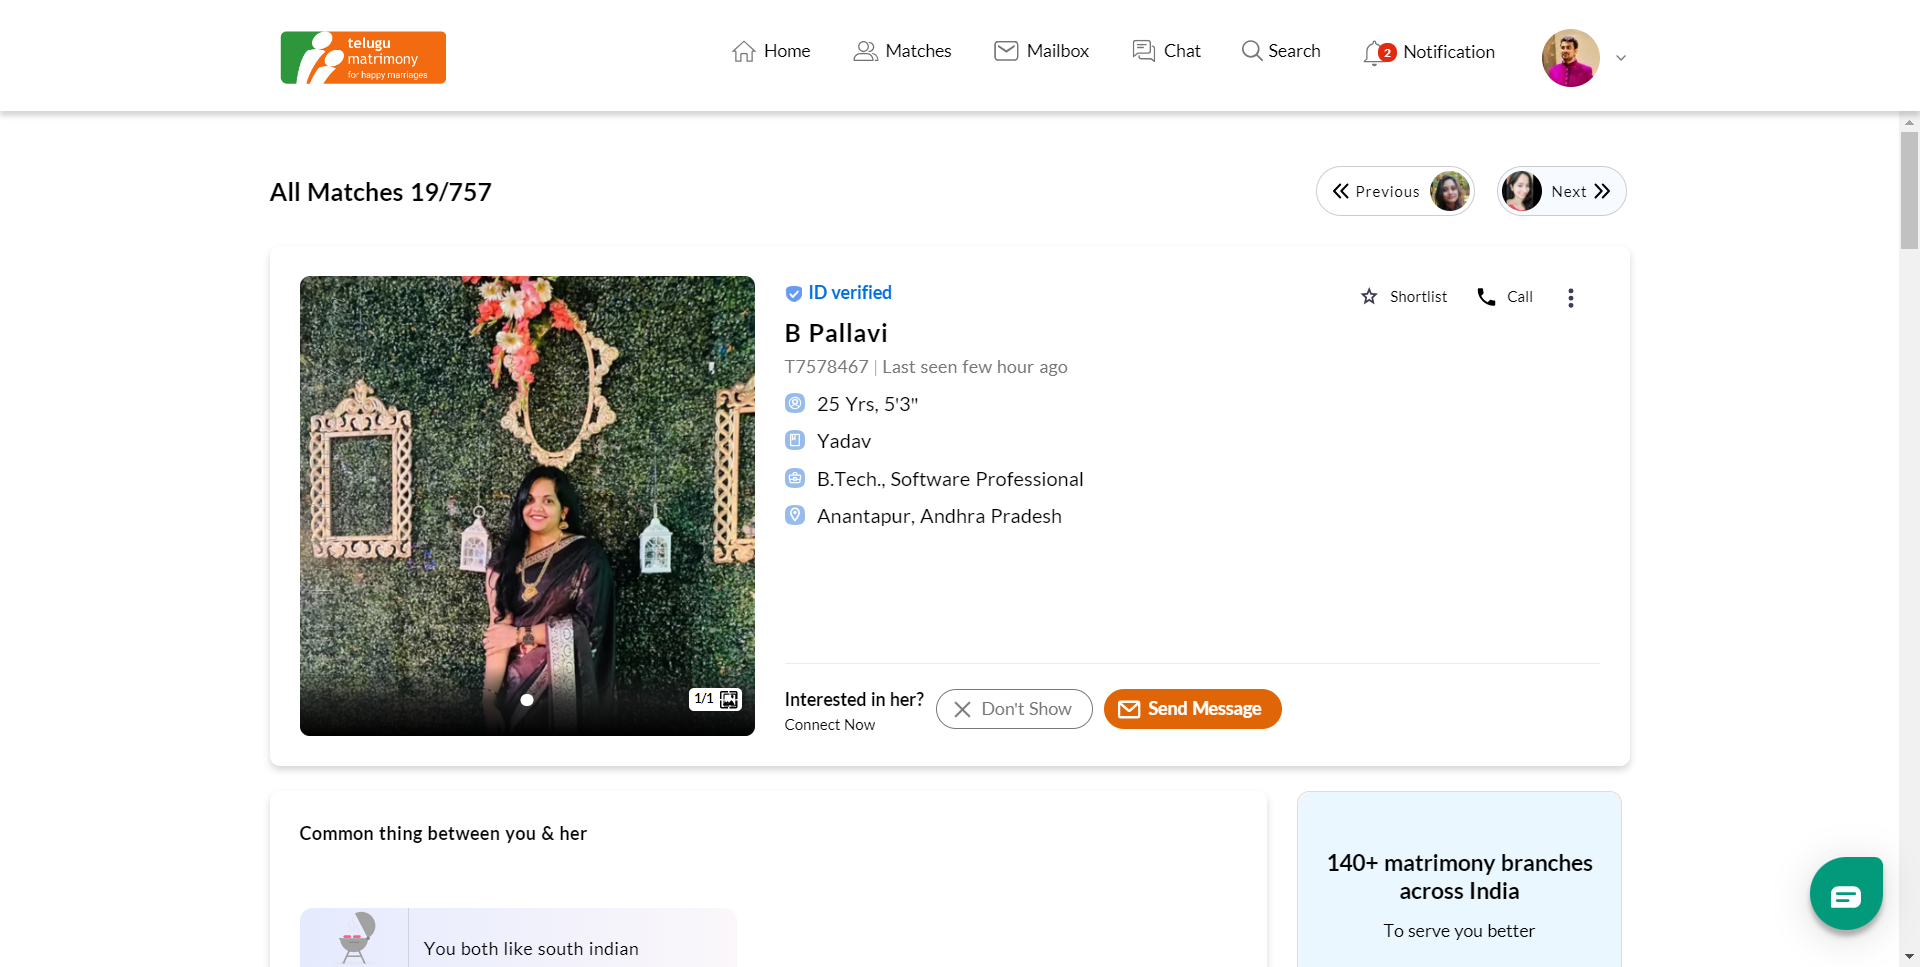 telugu
matrimony
for happy marriages
Home
Matches
Mailbox
Chat
Search
2
Notification
All Matches 19/757
Previous
Next
ID verified
Shortlist
Call
B Pallavi
T7578467 | Last seen few hour ago
25 Yrs, 5'3"
Yadav
B.Tech., Software Professional
Anantapur, Andhra Pradesh
1/1
Interested in her?
Connect Now
Don't Show
Send Message
Common thing between you & her
You both like south indian
140+ matrimony branches
across India
To serve you better